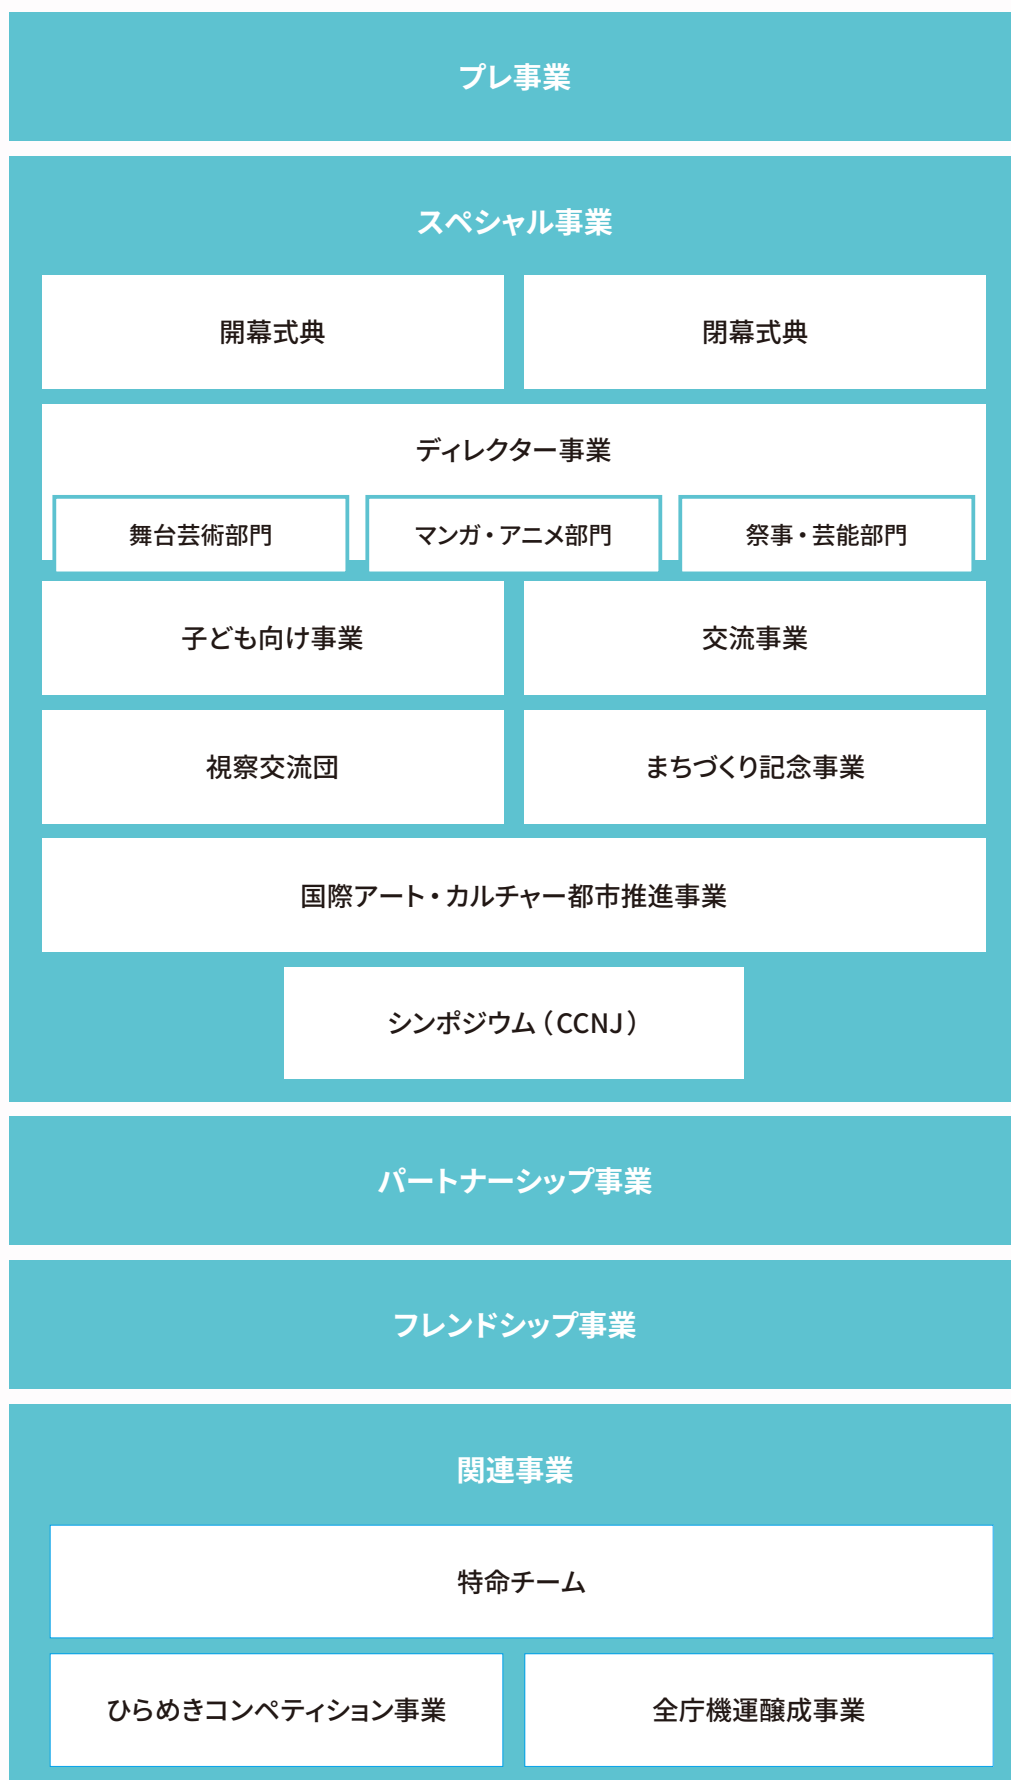 プレ事業
スペシャル事業
開幕式典
閉幕式典
ディレクター事業
舞台芸術部門
マンガ・アニメ部門
祭事・芸能部門
子ども向け事業
交流事業
視察交流団
まちづくり記念事業
国際アート・カルチャー都市推進事業
シンポジウム（CCNJ）
パートナーシップ事業
フレンドシップ事業
関連事業
特命チーム
ひらめきコンペティション事業
全庁機運醸成事業